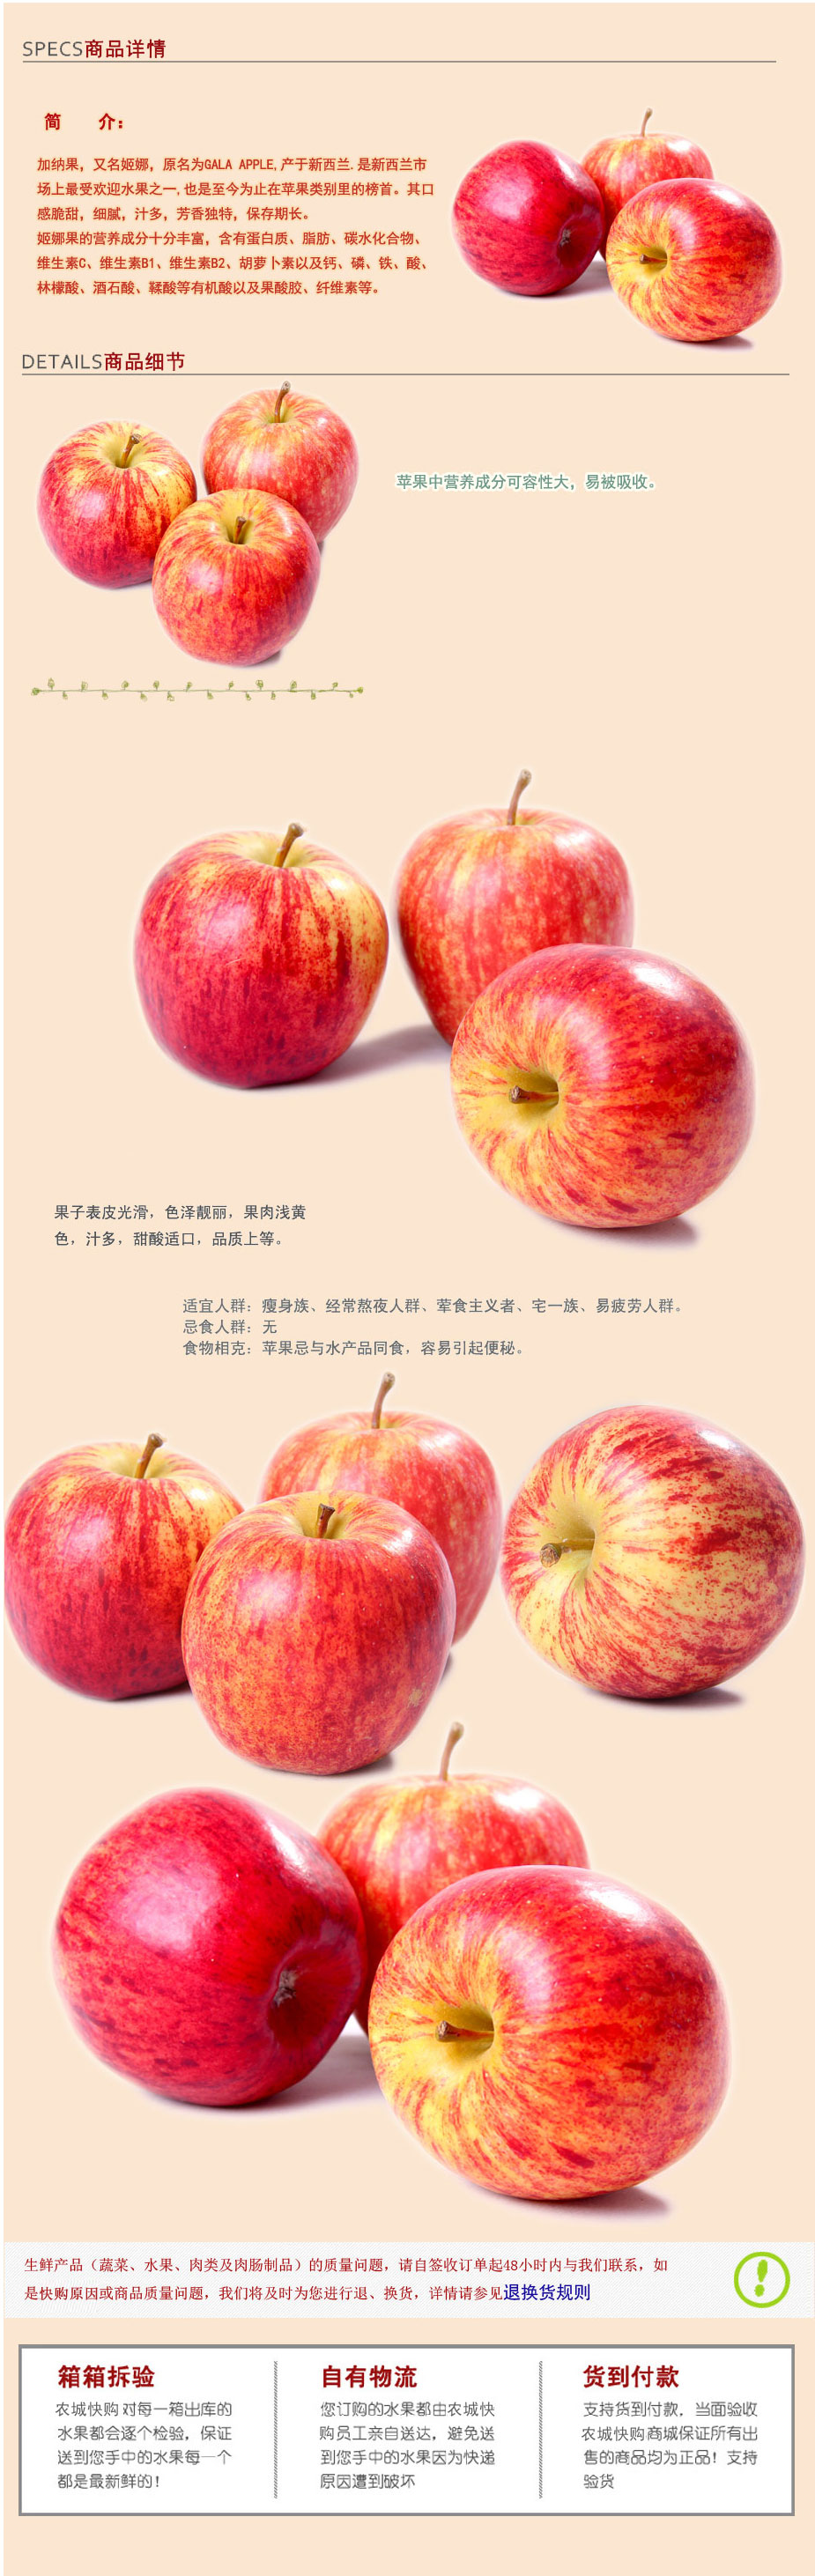 SPECS商品详情
简 介：
加纳果，又名姬娜，原名为GALA APPLE,产于新西兰.是新西兰市
场上最受欢迎水果之一,也是至今为止在苹果类别里的榜首。其口
感脆甜，细腻，汁多，芳香独特，保存期长。
姬娜果的营养成分十分丰富，含有蛋白质、脂肪、碳水化合物、
维生素C、维生素B1、维生素B2、胡萝卜素以及钙、磷、铁、酸、
林檬酸、酒石酸、鞣酸等有机酸以及果酸胶、纤维素等。
DETAILS商品细节
苹果中营养成分可容性大，易被吸收。
果子表皮光滑，色泽靓丽，果肉浅黄
色，汁多，甜酸适口，品质上等。
适宜人群：瘦身族、经常熬夜人群、荤食主义者、宅一族、易疲劳人群。
忌食人群：无
食物相克：苹果忌与水产品同食，容易引起便秘。
生鲜产品（蔬菜、水果、肉类及肉肠制品）的质量问题，请自签收订单起48小时内与我们联系，如
是快购原因或商品质量问题，我们将及时为您进行退、换货，详情请参见退换货规则
箱箱拆验
农城快购 对每一箱出库的
水果都会逐个检验，保证
送到您手中的水果每一个
都是最新鲜的！
自有物流
您订购的水果都由农城快
购员工亲自送达，避免送
到您手中的水果因为快递
原因遭到破坏
货到付款
支持货到付款，当面验收
农城快购商城保证所有出
售的商品均为正品！支持
验货